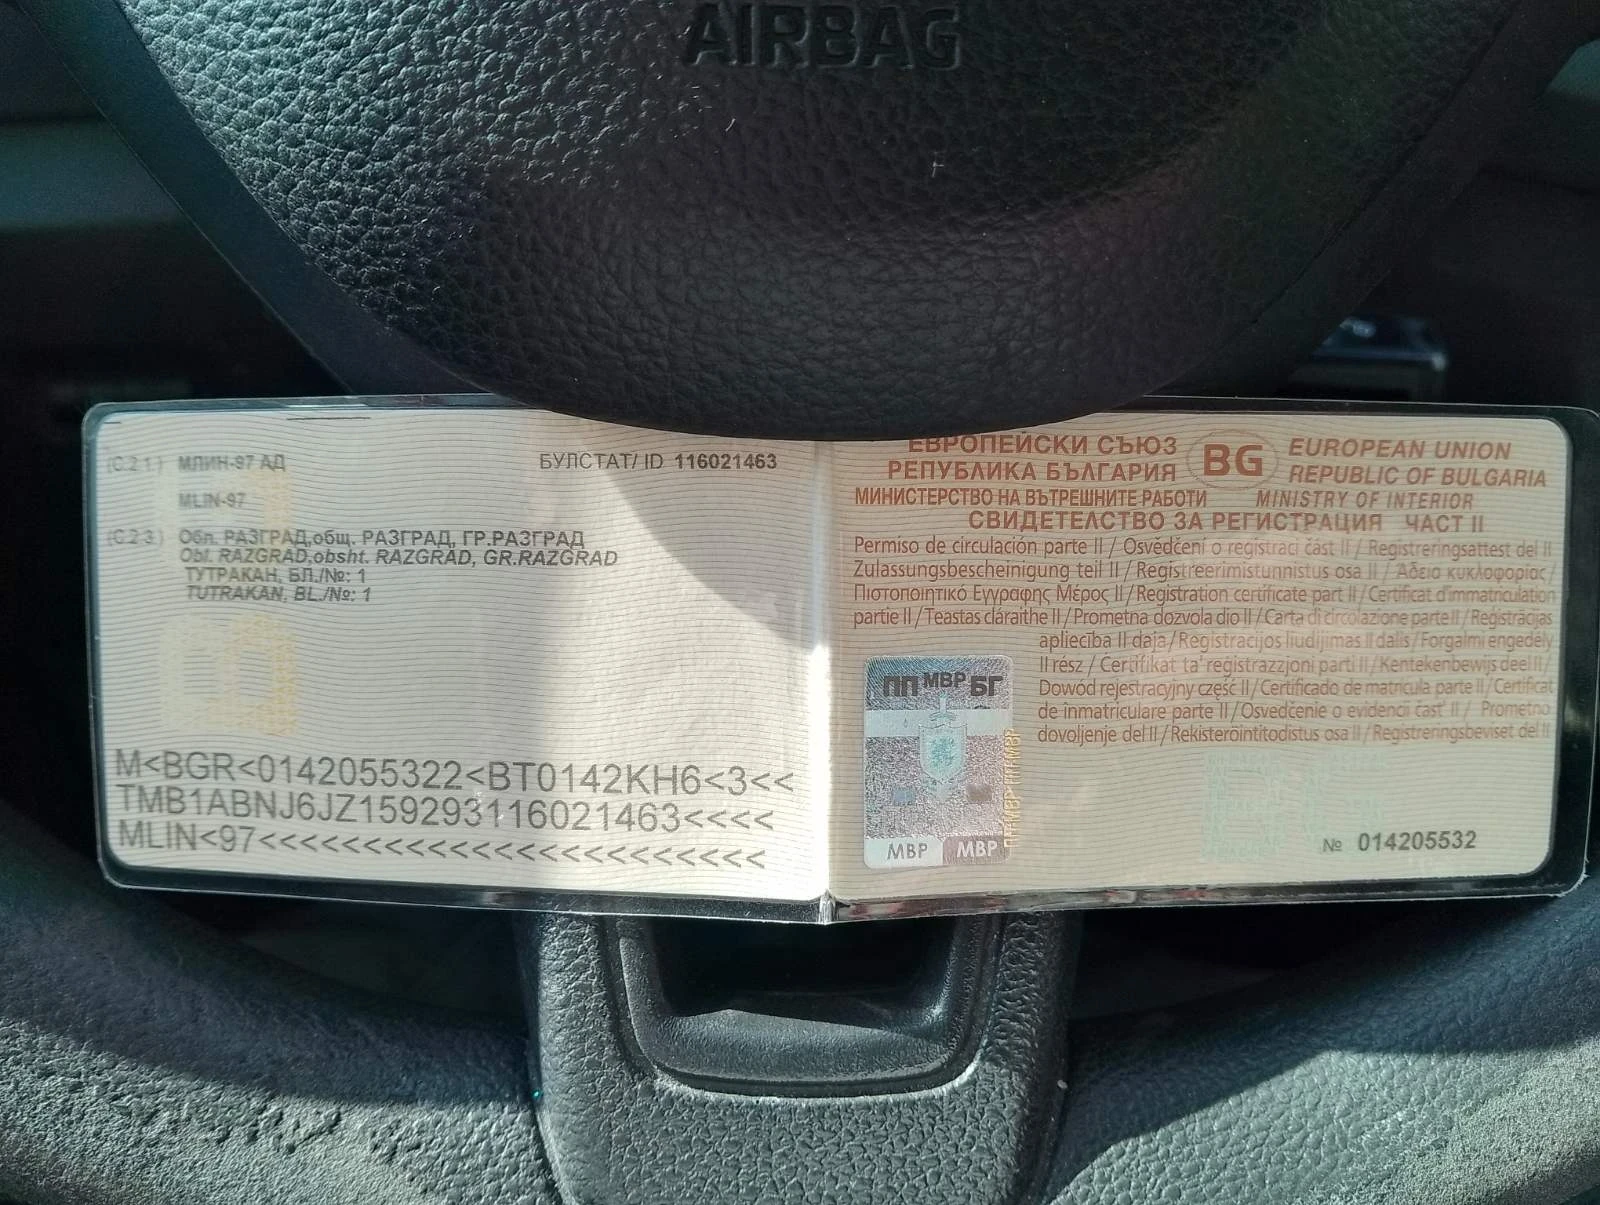 AIRBAG
(C.2.1) МЛИН-97 АД БУЛСТАТ/ ID 116021463
MLIN-97
(C.2.3) Обл. РАЗГРАД,общ. РАЗГРАД, ГР.РАЗГРАД
Obl. RAZGRAD,obsht. RAZGRAD, GR.RAZGRAD
ТУТРАКАН, БЛ./№: 1
TUTRAKAN, BL./№: 1
M<BGR<0142055322<BT0142KH6<3<<
TMB1ABNJ6JZ159293116021463<<<<
MLIN<97<<<<<<<<<<<<<<<<<<<<<<<
ЕВРОПЕЙСКИ СЪЮЗ BG EUROPEAN UNION
РЕПУБЛИКА БЪЛГАРИЯ REPUBLIC OF BULGARIA
МИНИСТЕРСТВО НА ВЪТРЕШНИТЕ РАБОТИ MINISTRY OF INTERIOR
СВИДЕТЕЛСТВО ЗА РЕГИСТРАЦИЯ ЧАСТ II
Permiso de circulación parte II / Osvědčení o registraci část II / Registreringsattest del II
Zulassungsbescheinigung teil II / Registreerimistunnistus osa II / Άδεια κυκλοφορίας /
Πιστοποιητικό Εγγραφης Μέρος II / Registration certificate part II / Certificat d'immatriculation
partie II / Teastas cláraithe II / Prometna dozvola dio II / Carta di circolazione parte II / Reģistrācijas
apliecība II daļa / Registracijos liudijimas II dalis / Forgalmi engedély
II rész / Ċertifikat ta' reġistrazzjoni parti II / Kentekenbewijs deel II /
Dowód rejestracyjny część II / Certificado de matrícula parte II / Certificat
de înmatriculare parte II / Osvedčenie o evidencii časť II / Prometno
dovoljenje del II / Rekisteröintitodistus osa II / Registreringsbeviset del II
ПП МВР БГ
МВР МВР
№ 014205532